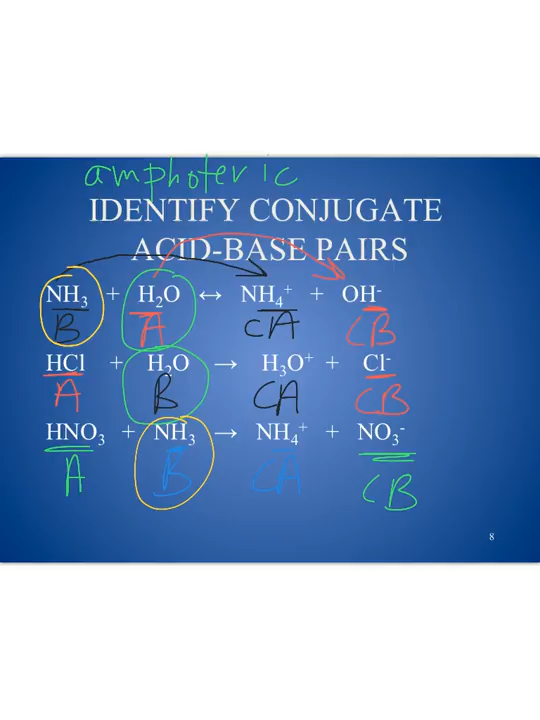 amphoteric
IDENTIFY CONJUGATE
ACID-BASE PAIRS
NH₃ + H₂O ↔ NH₄⁺ + OH⁻
B A CA CB
HCl + H₂O → H₃O⁺ + Cl⁻
A B CA CB
HNO₃ + NH₃ → NH₄⁺ + NO₃⁻
A B CA CB
8